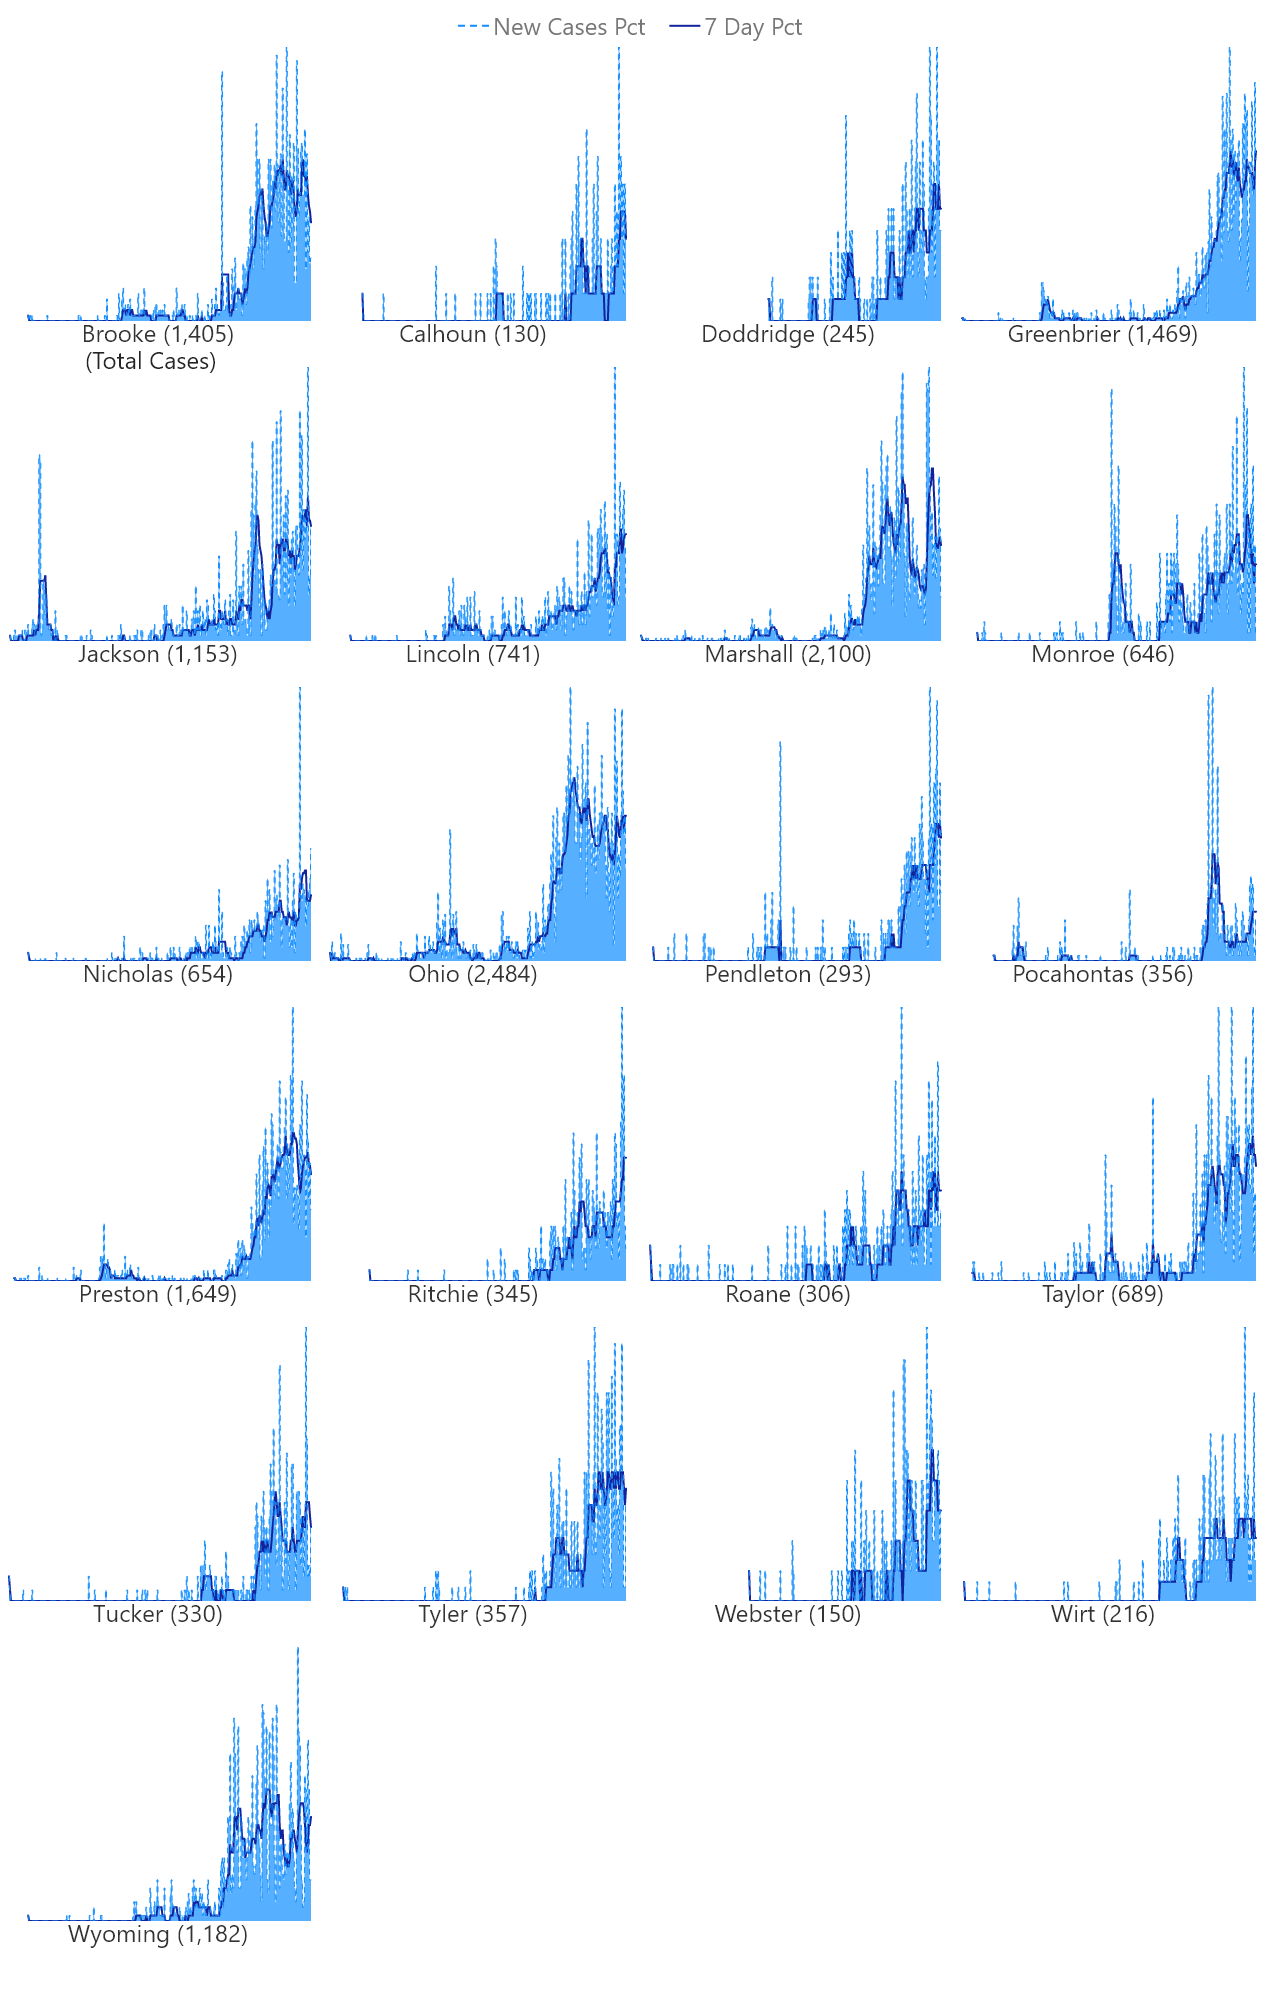 New Cases Pct 7 Day Pct
Brooke (1,405) Calhoun (130) Doddridge (245) Greenbrier (1,469)
(Total Cases)
Jackson (1,153) Lincoln (741) Marshall (2,100) Monroe (646)
Nicholas (654) Ohio (2,484) Pendleton (293) Pocahontas (356)
Preston (1,649) Ritchie (345) Roane (306) Taylor (689)
Tucker (330) Tyler (357) Webster (150) Wirt (216)
Wyoming (1,182)